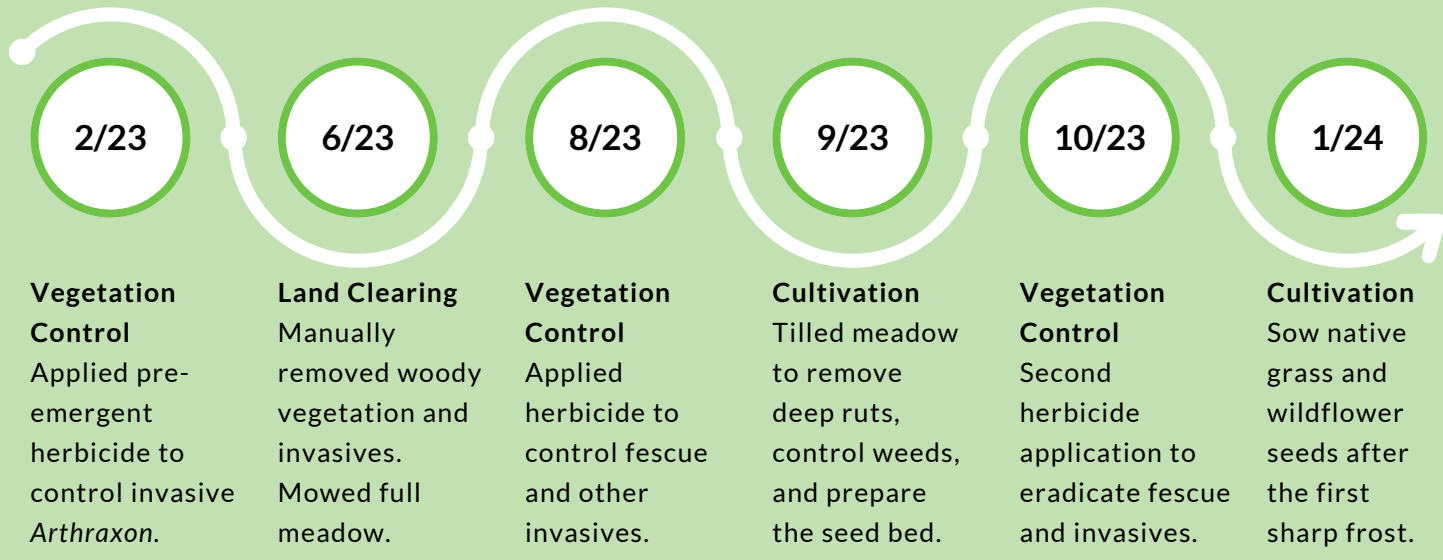 2/23
Vegetation
Control
Applied pre-
emergent
herbicide to
control invasive
Arthraxon.
6/23
Land Clearing
Manually
removed woody
vegetation and
invasives.
Mowed full
meadow.
8/23
Vegetation
Control
Applied
herbicide to
control fescue
and other
invasives.
9/23
Cultivation
Tilled meadow
to remove
deep ruts,
control weeds,
and prepare
the seed bed.
10/23
Vegetation
Control
Second
herbicide
application to
eradicate fescue
and invasives.
1/24
Cultivation
Sow native
grass and
wildflower
seeds after
the first
sharp frost.